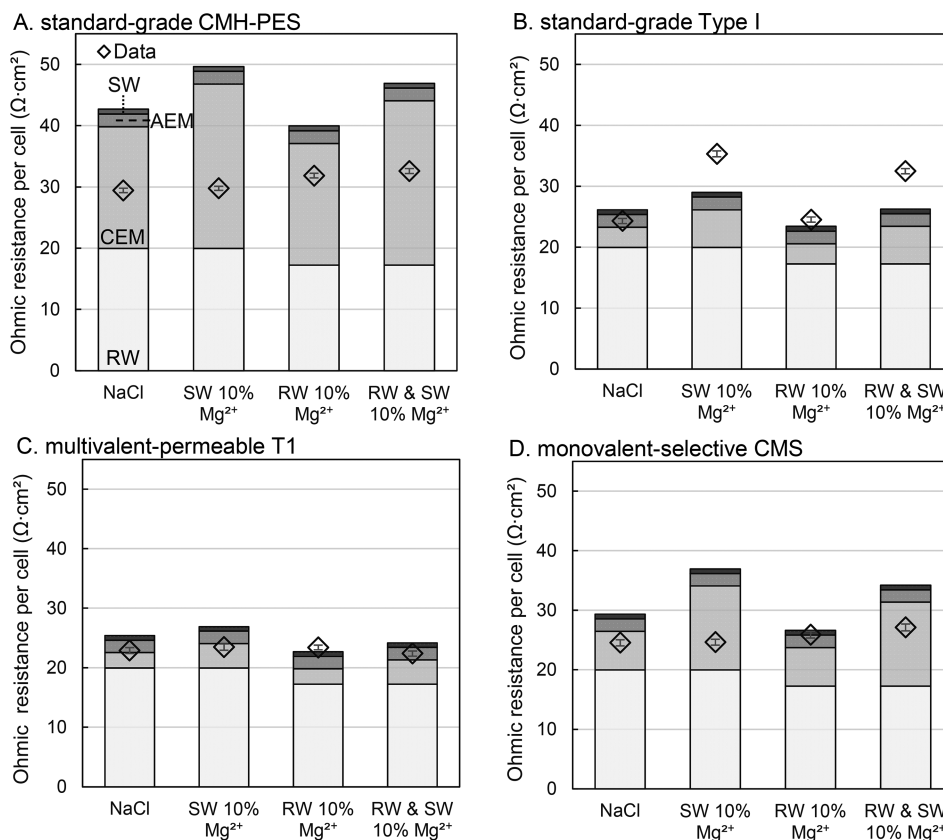 A. standard-grade CMH-PES
Ohmic resistance per cell (Ω·cm²)
50
40
30
20
10
0
◇Data
SW
AEM
CEM
RW
NaCl
SW 10%
Mg²⁺
RW 10%
Mg²⁺
RW & SW
10% Mg²⁺
B. standard-grade Type I
Ohmic resistance per cell (Ω·cm²)
50
40
30
20
10
0
NaCl
SW 10%
Mg²⁺
RW 10%
Mg²⁺
RW & SW
10% Mg²⁺
C. multivalent-permeable T1
Ohmic resistance per cell (Ω·cm²)
50
40
30
20
10
0
NaCl
SW 10%
Mg²⁺
RW 10%
Mg²⁺
RW & SW
10% Mg²⁺
D. monovalent-selective CMS
Ohmic resistance per cell (Ω·cm²)
50
40
30
20
10
0
NaCl
SW 10%
Mg²⁺
RW 10%
Mg²⁺
RW & SW
10% Mg²⁺